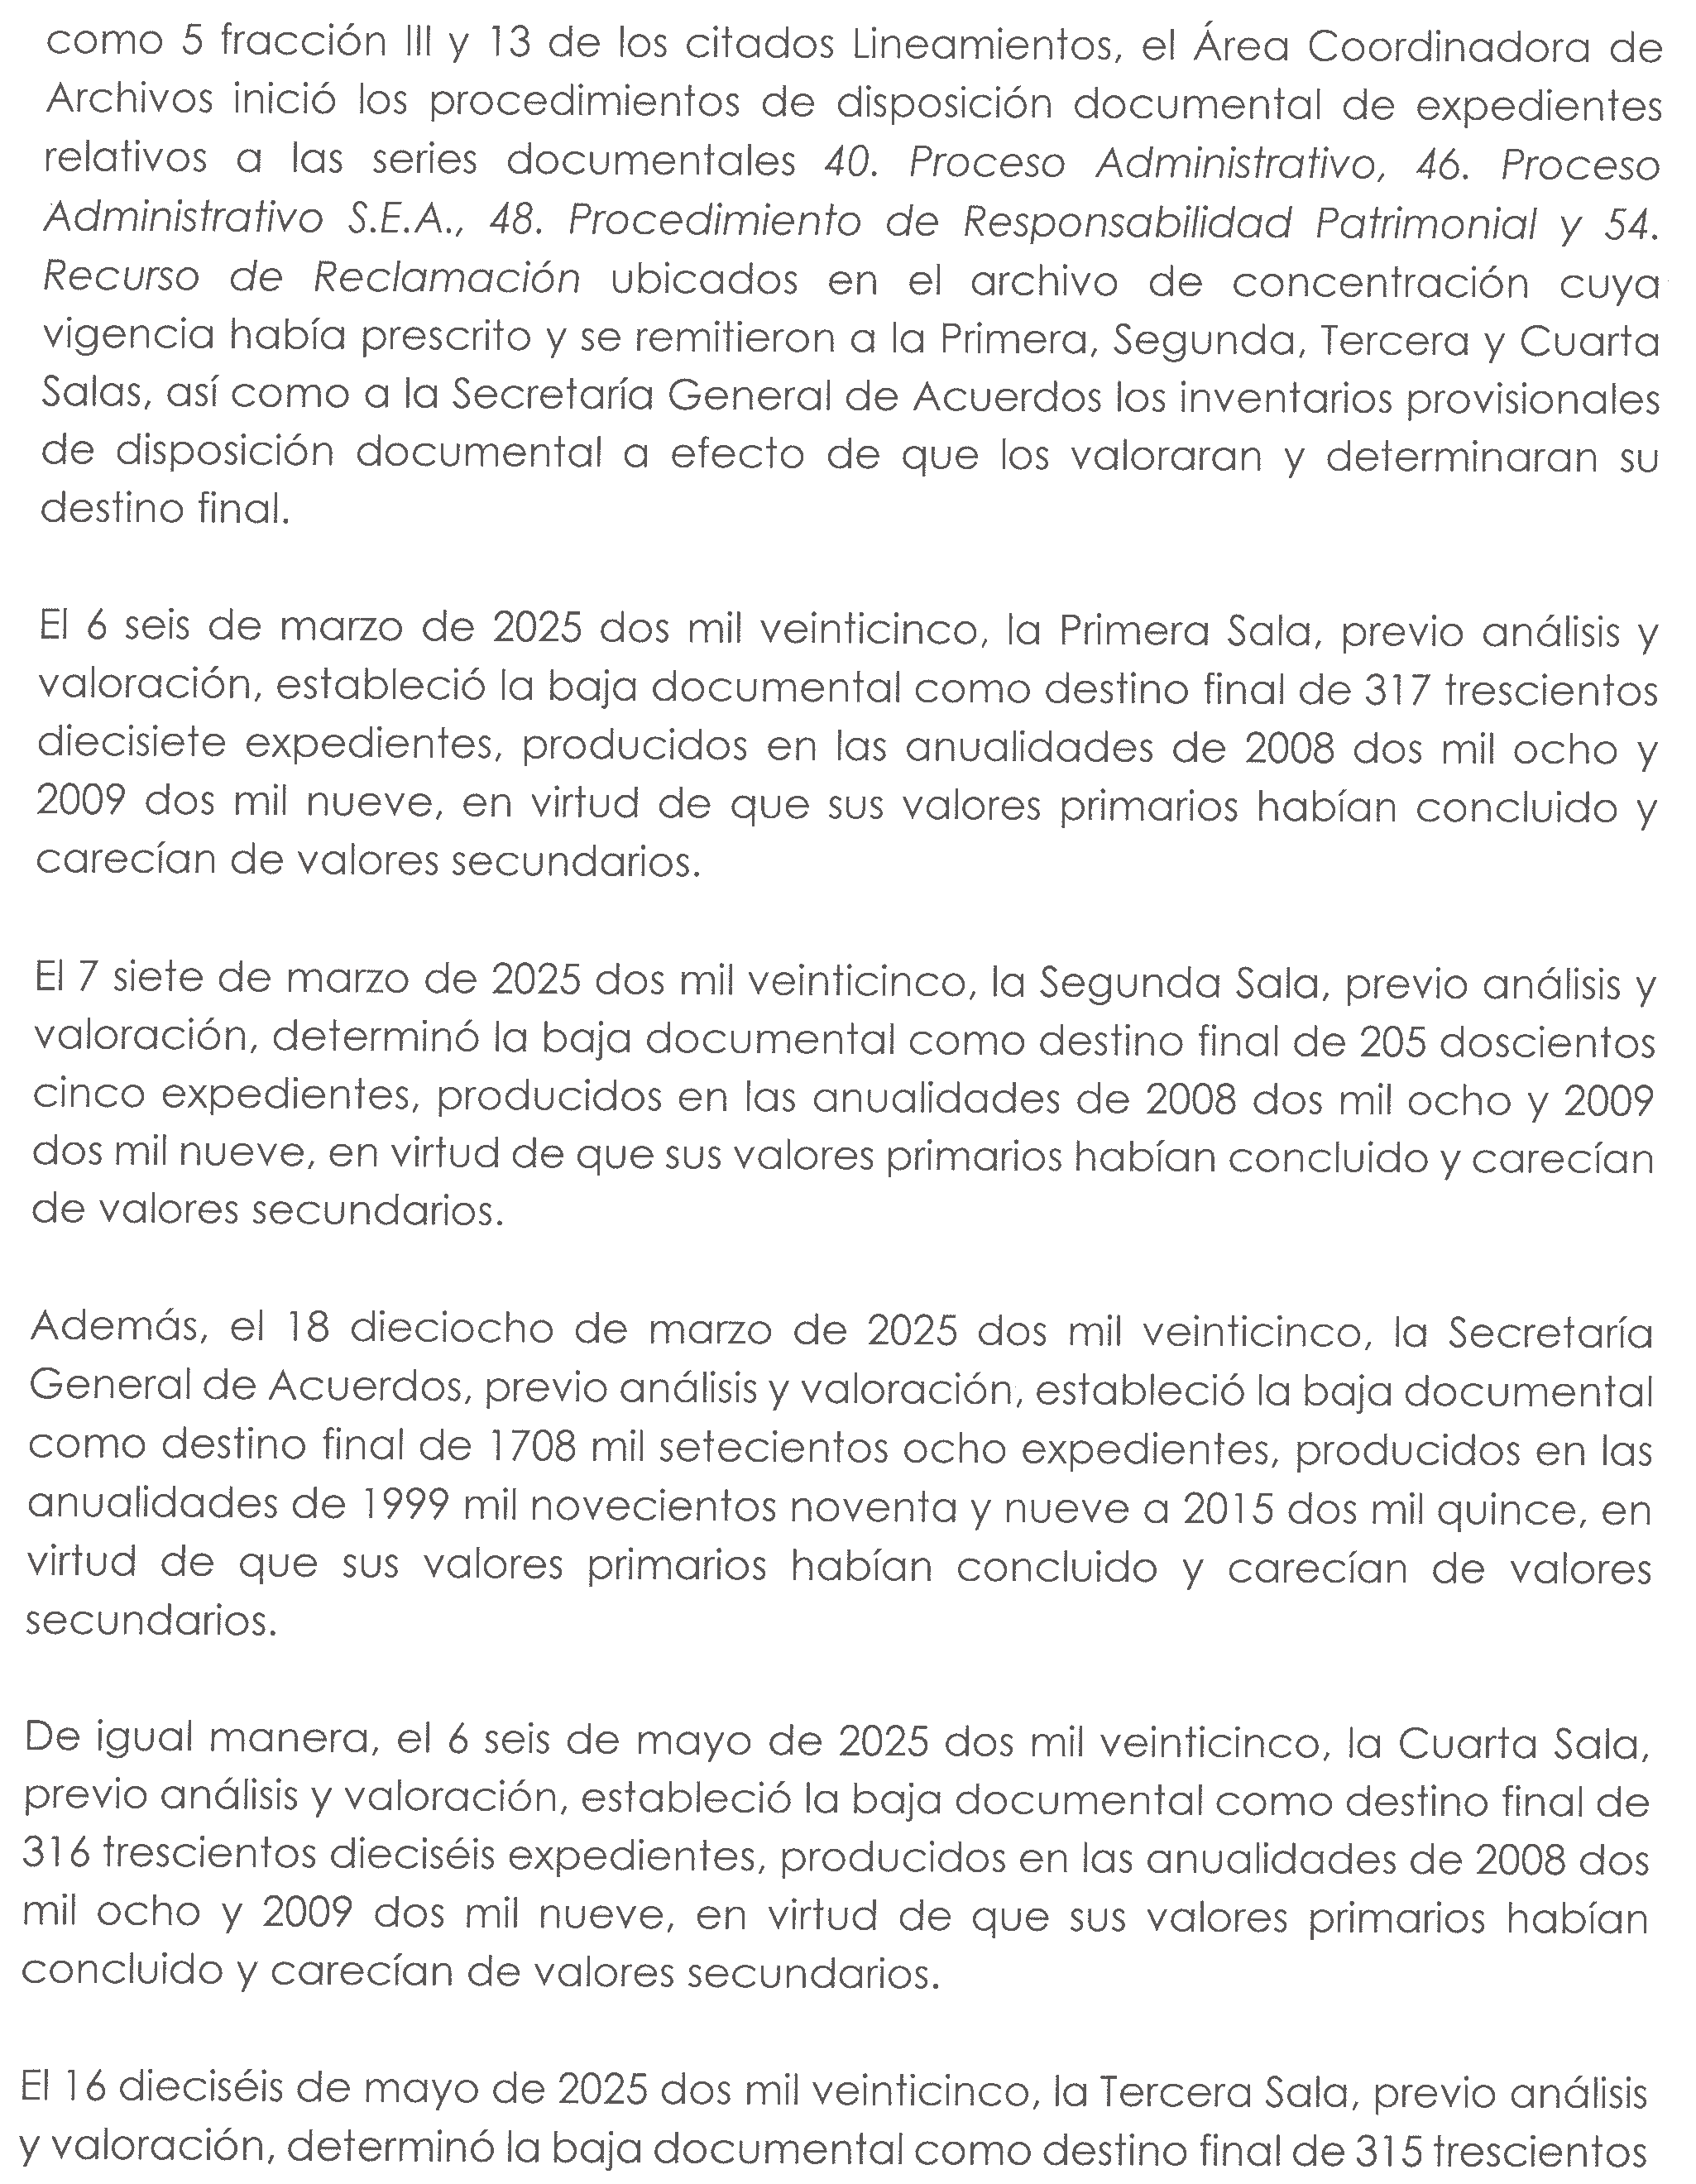 como 5 fracción III y 13 de los citados Lineamientos, el Área Coordinadora de
Archivos inició los procedimientos de disposición documental de expedientes
relativos a las series documentales 40. Proceso Administrativo, 46. Proceso
Administrativo S.E.A., 48. Procedimiento de Responsabilidad Patrimonial y 54.
Recurso de Reclamación ubicados en el archivo de concentración cuya
vigencia había prescrito y se remitieron a la Primera, Segunda, Tercera y Cuarta
Salas, así como a la Secretaría General de Acuerdos los inventarios provisionales
de disposición documental a efecto de que los valoraran y determinaran su
destino final.
El 6 seis de marzo de 2025 dos mil veinticinco, la Primera Sala, previo análisis y
valoración, estableció la baja documental como destino final de 317 trescientos
diecisiete expedientes, producidos en las anualidades de 2008 dos mil ocho y
2009 dos mil nueve, en virtud de que sus valores primarios habían concluido y
carecían de valores secundarios.
El 7 siete de marzo de 2025 dos mil veinticinco, la Segunda Sala, previo análisis y
valoración, determinó la baja documental como destino final de 205 doscientos
cinco expedientes, producidos en las anualidades de 2008 dos mil ocho y 2009
dos mil nueve, en virtud de que sus valores primarios habían concluido y carecían
de valores secundarios.
Además, el 18 dieciocho de marzo de 2025 dos mil veinticinco, la Secretaría
General de Acuerdos, previo análisis y valoración, estableció la baja documental
como destino final de 1708 mil setecientos ocho expedientes, producidos en las
anualidades de 1999 mil novecientos noventa y nueve a 2015 dos mil quince, en
virtud de que sus valores primarios habían concluido y carecían de valores
secundarios.
De igual manera, el 6 seis de mayo de 2025 dos mil veinticinco, la Cuarta Sala,
previo análisis y valoración, estableció la baja documental como destino final de
316 trescientos dieciséis expedientes, producidos en las anualidades de 2008 dos
mil ocho y 2009 dos mil nueve, en virtud de que sus valores primarios habían
concluido y carecían de valores secundarios.
El 16 dieciséis de mayo de 2025 dos mil veinticinco, la Tercera Sala, previo análisis
y valoración, determinó la baja documental como destino final de 315 trescientos